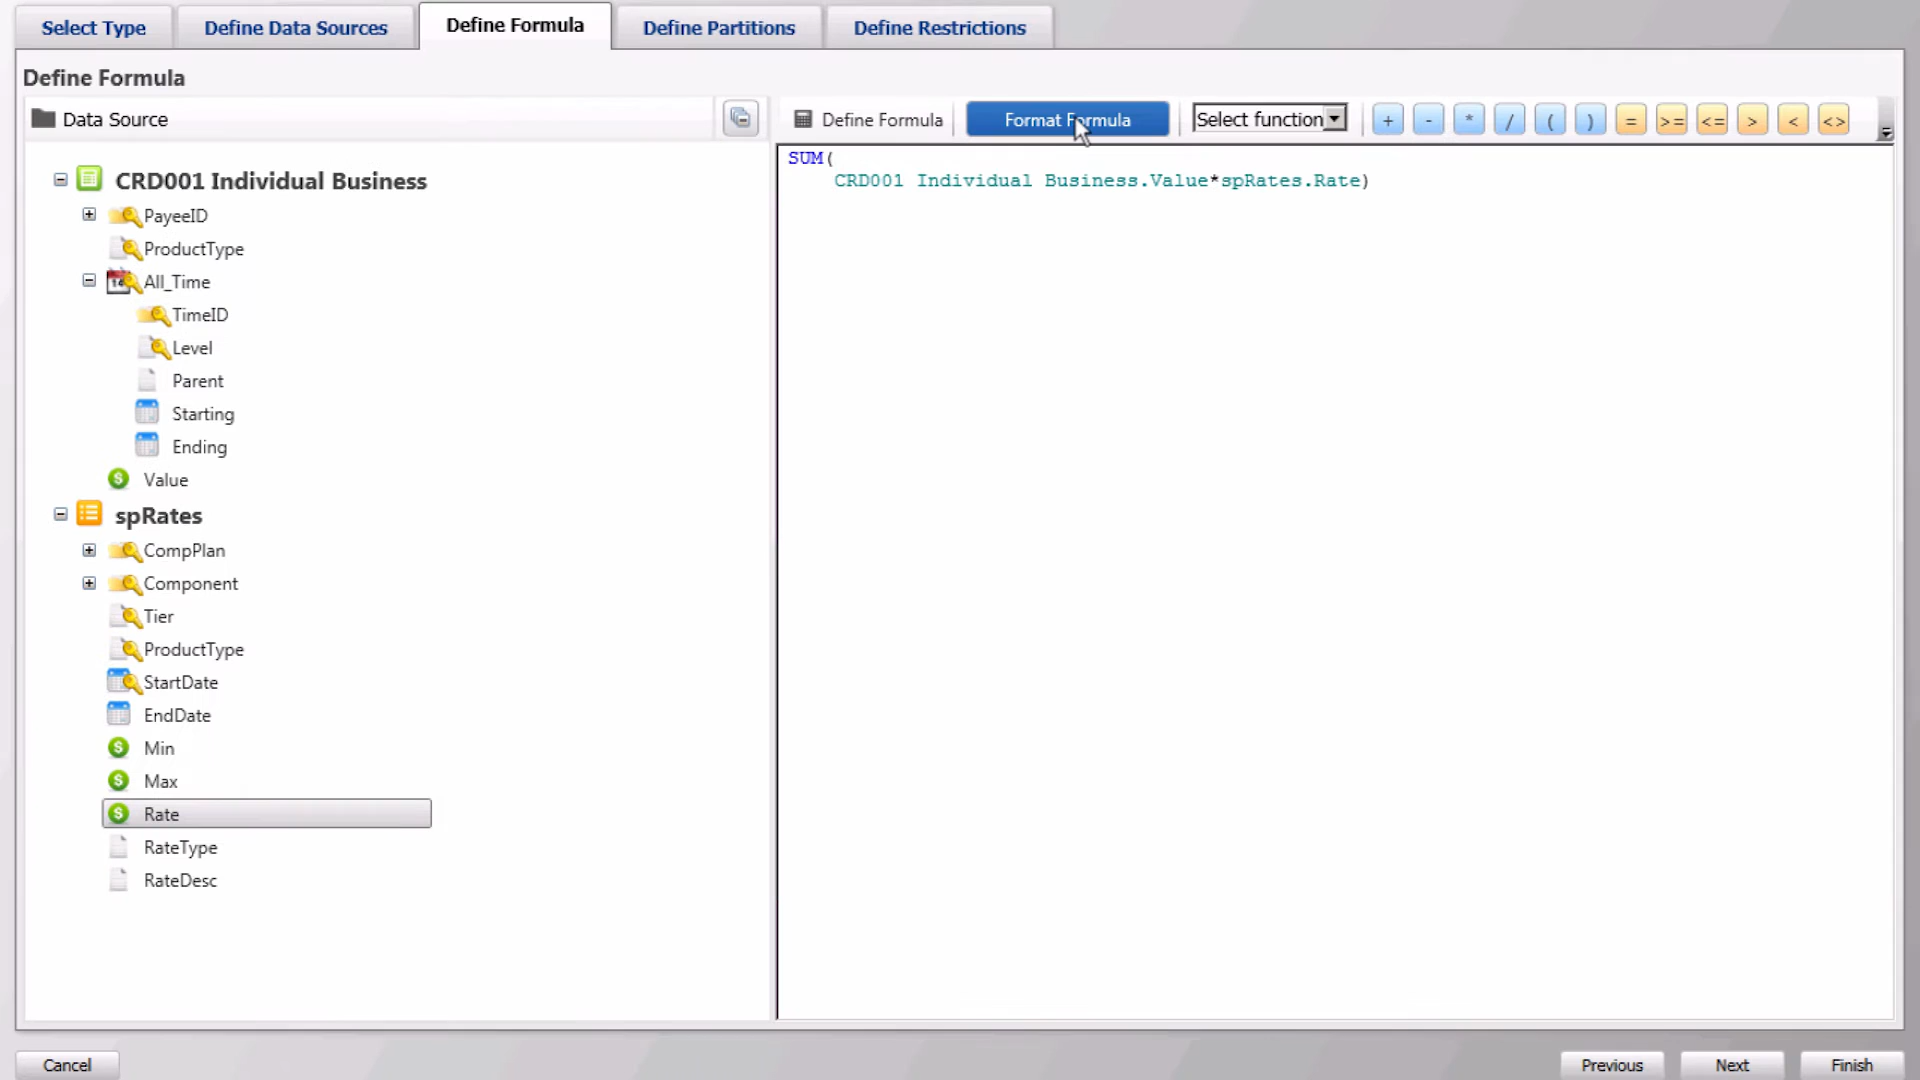 Select Type
Define Data Sources
Define Formula
Define Partitions
Define Restrictions
Define Formula
Data Source
Define Formula
Format Formula
Select function
+
-
*
/
(
)
=
>=
<=
>
<
<>
CRD001 Individual Business
PayeeID
ProductType
All_Time
TimeID
Level
Parent
Starting
Ending
Value
spRates
CompPlan
Component
Tier
ProductType
StartDate
EndDate
Min
Max
Rate
RateType
RateDesc
SUM(
CRD001 Individual Business.Value*spRates.Rate)
Cancel
Previous
Next
Finish